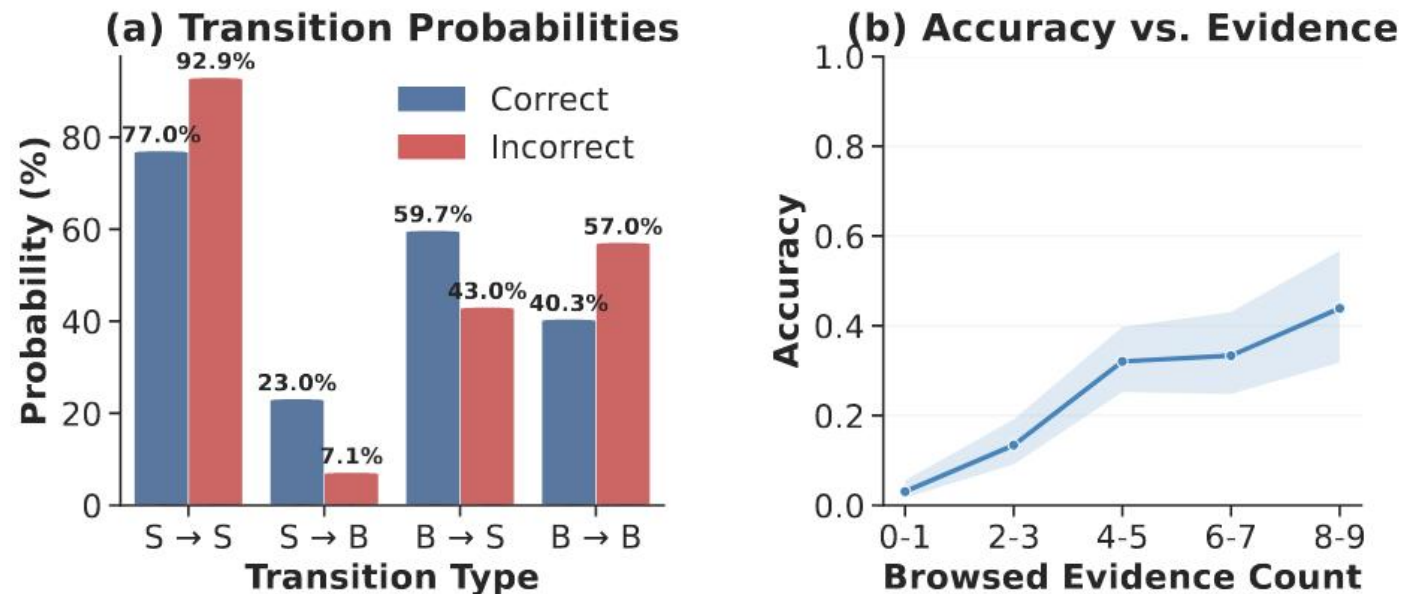 (a) Transition Probabilities
92.9%
77.0%
59.7%
57.0%
43.0%
40.3%
23.0%
7.1%
Correct
Incorrect
Probability (%)
80
60
40
20
0
S → S
S → B
B → S
B → B
Transition Type
(b) Accuracy vs. Evidence
1.0
0.8
0.6
0.4
0.2
0.0
Accuracy
0-1
2-3
4-5
6-7
8-9
Browsed Evidence Count